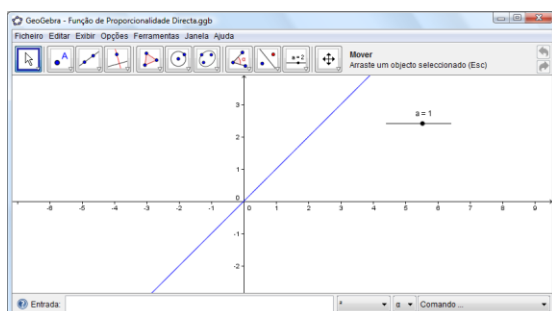 GeoGebra - Função de Proporcionalidade Directa.ggb
Ficheiro Editar Exibir Opções Ferramentas Janela Ajuda
A
a=2
Mover
Arraste um objecto seleccionado (Esc)
a = 1
3
2
1
0
-6 -5 -4 -3 -2 -1 0 1 2 3 4 5 6 7 8 9
-1
-2
Entrada:
α
Comando ...